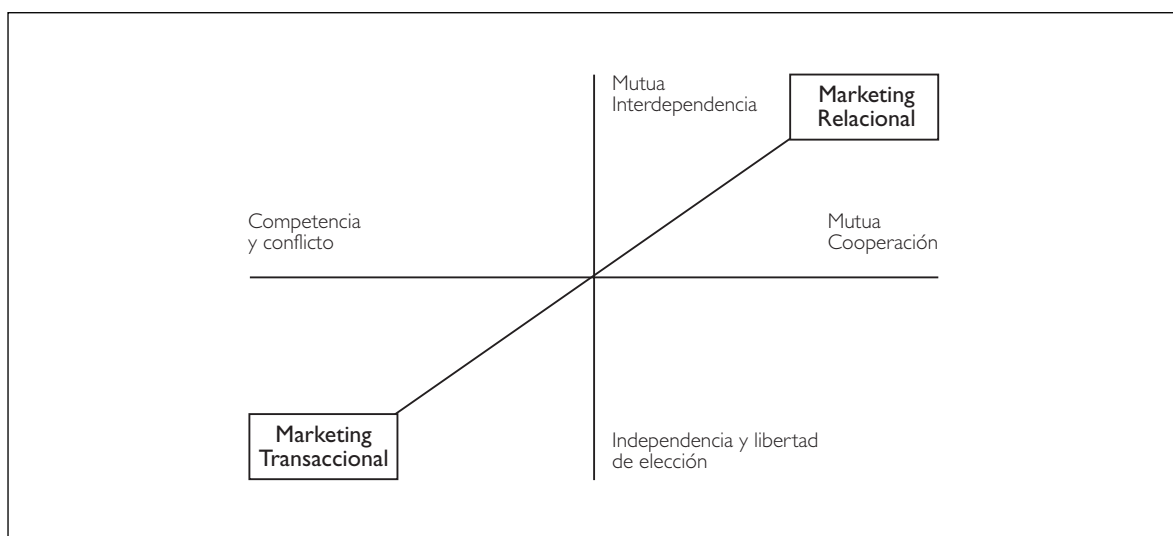 Mutua
Interdependencia
Marketing
Relacional
Competencia
y conflicto
Mutua
Cooperación
Marketing
Transaccional
Independencia y libertad
de elección